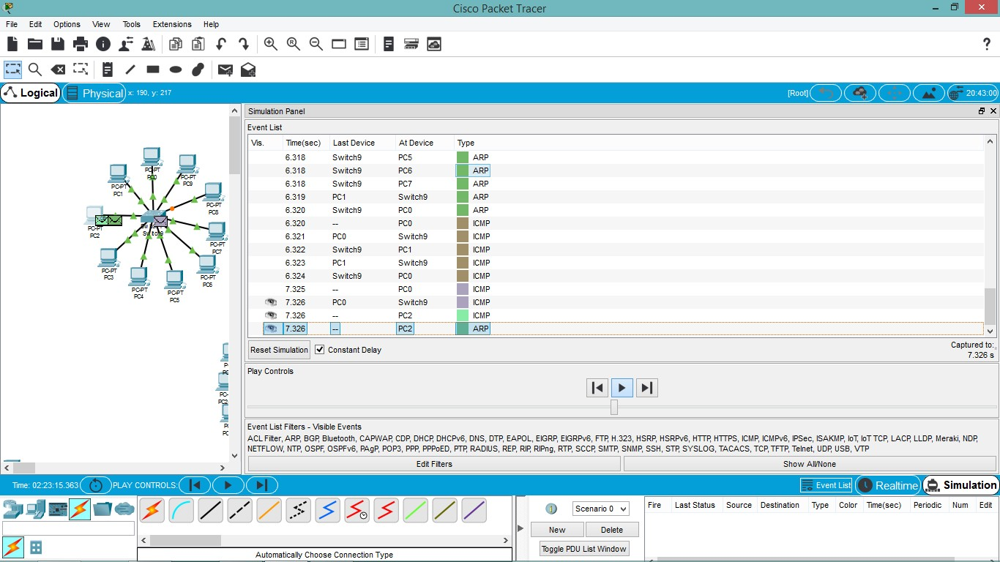 Cisco Packet Tracer
File Edit Options View Tools Extensions Help
?
Logical Physical x: 190, y: 217 [Root] 20:43:00
Simulation Panel
Event List
Vis. Time(sec) Last Device At Device Type
6.318 Switch9 PC5 ARP
6.318 Switch9 PC6 ARP
6.318 Switch9 PC7 ARP
6.319 PC1 Switch9 ARP
6.320 Switch9 PC0 ARP
6.320 -- PC0 ICMP
6.321 PC0 Switch9 ICMP
6.322 Switch9 PC1 ICMP
6.323 PC1 Switch9 ICMP
6.324 Switch9 PC0 ICMP
7.325 -- PC0 ICMP
7.326 PC0 Switch9 ICMP
7.326 -- PC2 ICMP
7.326 -- PC2 ARP
Reset Simulation Constant Delay Captured to:
7.326 s
Play Controls
Event List Filters - Visible Events
ACL Filter, ARP, BGP, Bluetooth, CAPWAP, CDP, DHCP, DHCPv6, DNS, DTP, EAPOL, EIGRP, EIGRPv6, FTP, H.323, HSRP, HSRPv6, HTTP, HTTPS, ICMP, ICMPv6, IPSec, ISAKMP, IoT, IoT TCP, LACP, LLDP, Meraki, NDP,
NETFLOW, NTP, OSPF, OSPFv6, PAgP, POP3, PPP, PPPoED, PTP, RADIUS, REP, RIP, RIPng, RTP, SCCP, SMTP, SNMP, SSH, STP, SYSLOG, TACACS, TCP, TFTP, Telnet, UDP, USB, VTP
Edit Filters Show All/None
PC-PT
PC0
PC-PT
PC9
PC-PT
PC1
PC-PT
PC8
PC-PT
PC2
Switch9
PC-PT
PC7
PC-PT
PC3
PC-PT
PC6
PC-PT
PC4
PC-PT
PC5
Time: 02:23:15.363 PLAY CONTROLS: Event List Realtime Simulation
Scenario 0
New Delete
Toggle PDU List Window
Fire Last Status Source Destination Type Color Time(sec) Periodic Num Edit
Automatically Choose Connection Type